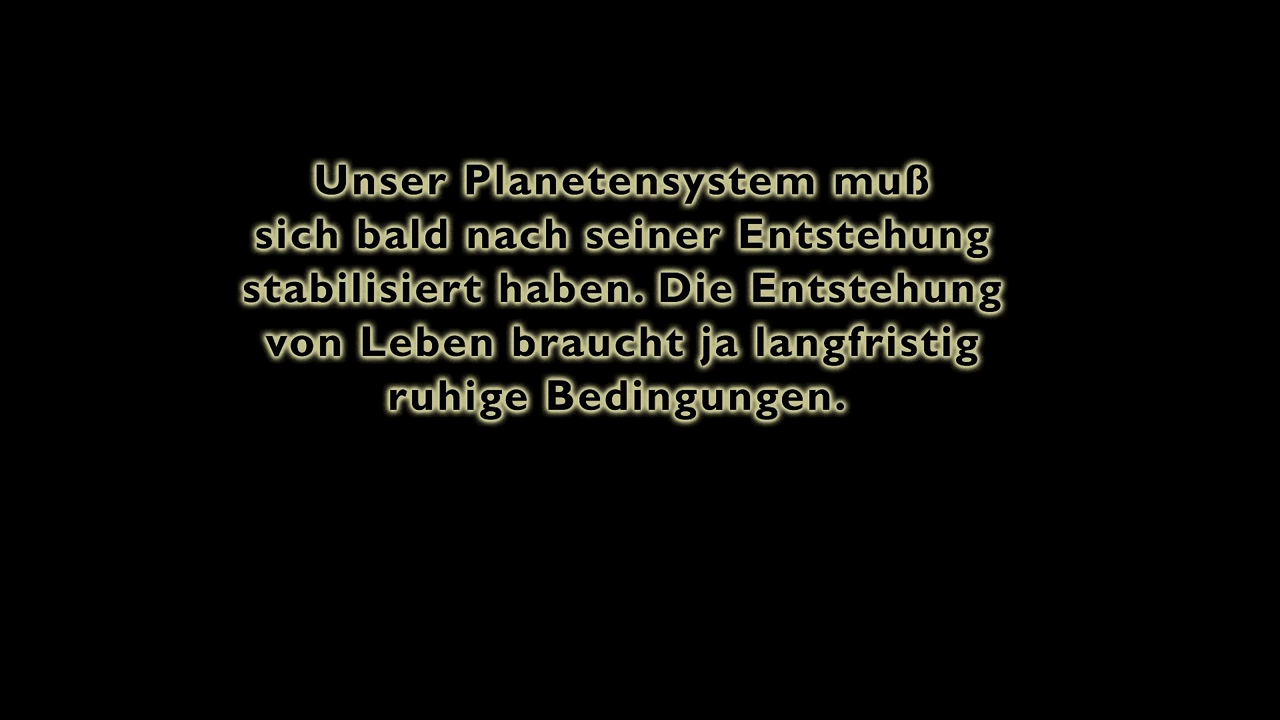 Unser Planetensystem muß
sich bald nach seiner Entstehung
stabilisiert haben. Die Entstehung
von Leben braucht ja langfristig
ruhige Bedingungen.